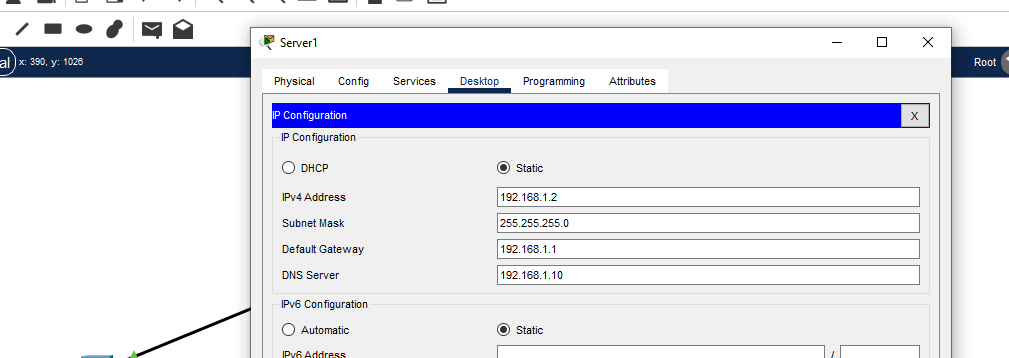 Server1
al x: 390, y: 1026
Root
Physical Config Services Desktop Programming Attributes
IP Configuration X
IP Configuration
DHCP Static
IPv4 Address 192.168.1.2
Subnet Mask 255.255.255.0
Default Gateway 192.168.1.1
DNS Server 192.168.1.10
IPv6 Configuration
Automatic Static
IPv6 Address /